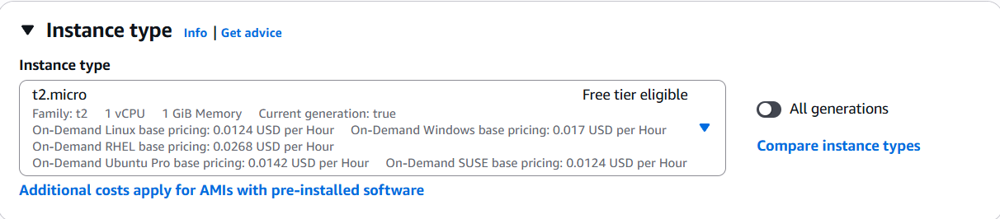 Instance type Info | Get advice
Instance type
t2.micro Free tier eligible
Family: t2 1 vCPU 1 GiB Memory Current generation: true
On-Demand Linux base pricing: 0.0124 USD per Hour On-Demand Windows base pricing: 0.017 USD per Hour
On-Demand RHEL base pricing: 0.0268 USD per Hour
On-Demand Ubuntu Pro base pricing: 0.0142 USD per Hour On-Demand SUSE base pricing: 0.0124 USD per Hour
All generations
Compare instance types
Additional costs apply for AMIs with pre-installed software